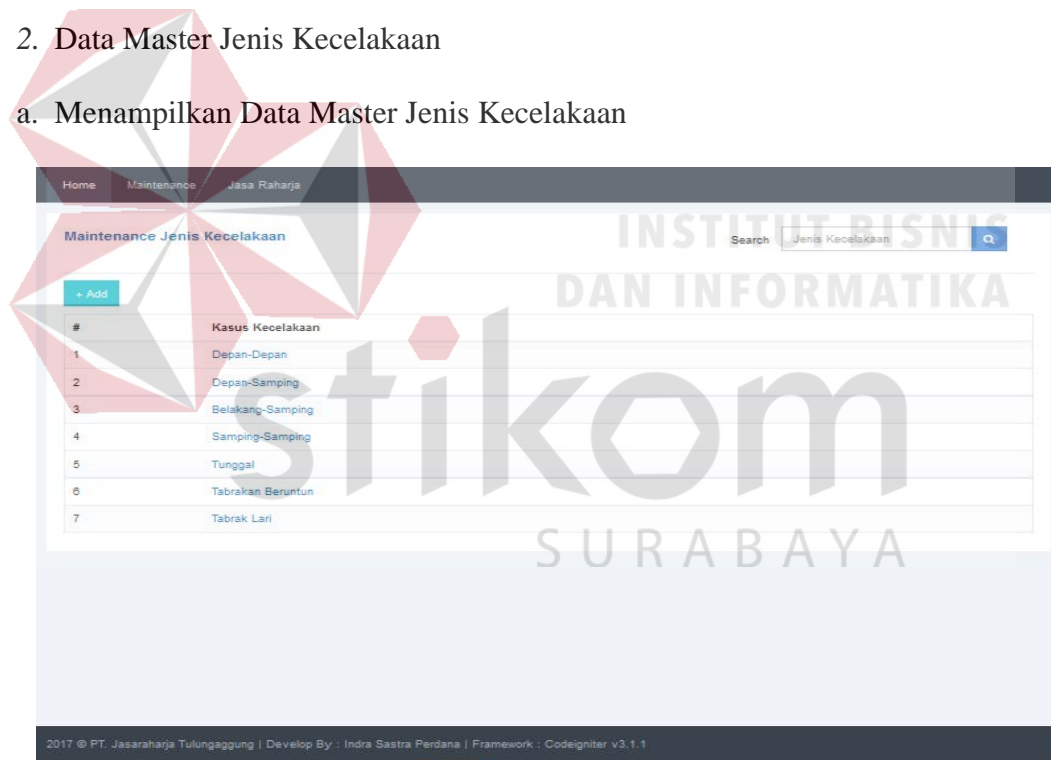 2. Data Master Jenis Kecelakaan
a. Menampilkan Data Master Jenis Kecelakaan
Home Maintenance Jasa Raharja
Maintenance Jenis Kecelakaan Search Jenis Kecelakaan
INSTITUT BISNIS
DAN INFORMATIKA
+ Add
# Kasus Kecelakaan
1 Depan-Depan
2 Depan-Samping
3 Belakang-Samping
4 Samping-Samping
5 Tunggal
6 Tabrakan Beruntun
7 Tabrak Lari
stikom
SURABAYA
2017 © PT. Jasaraharja Tulungaggung | Develop By : Indra Sastra Perdana | Framework : Codeigniter v3.1.1